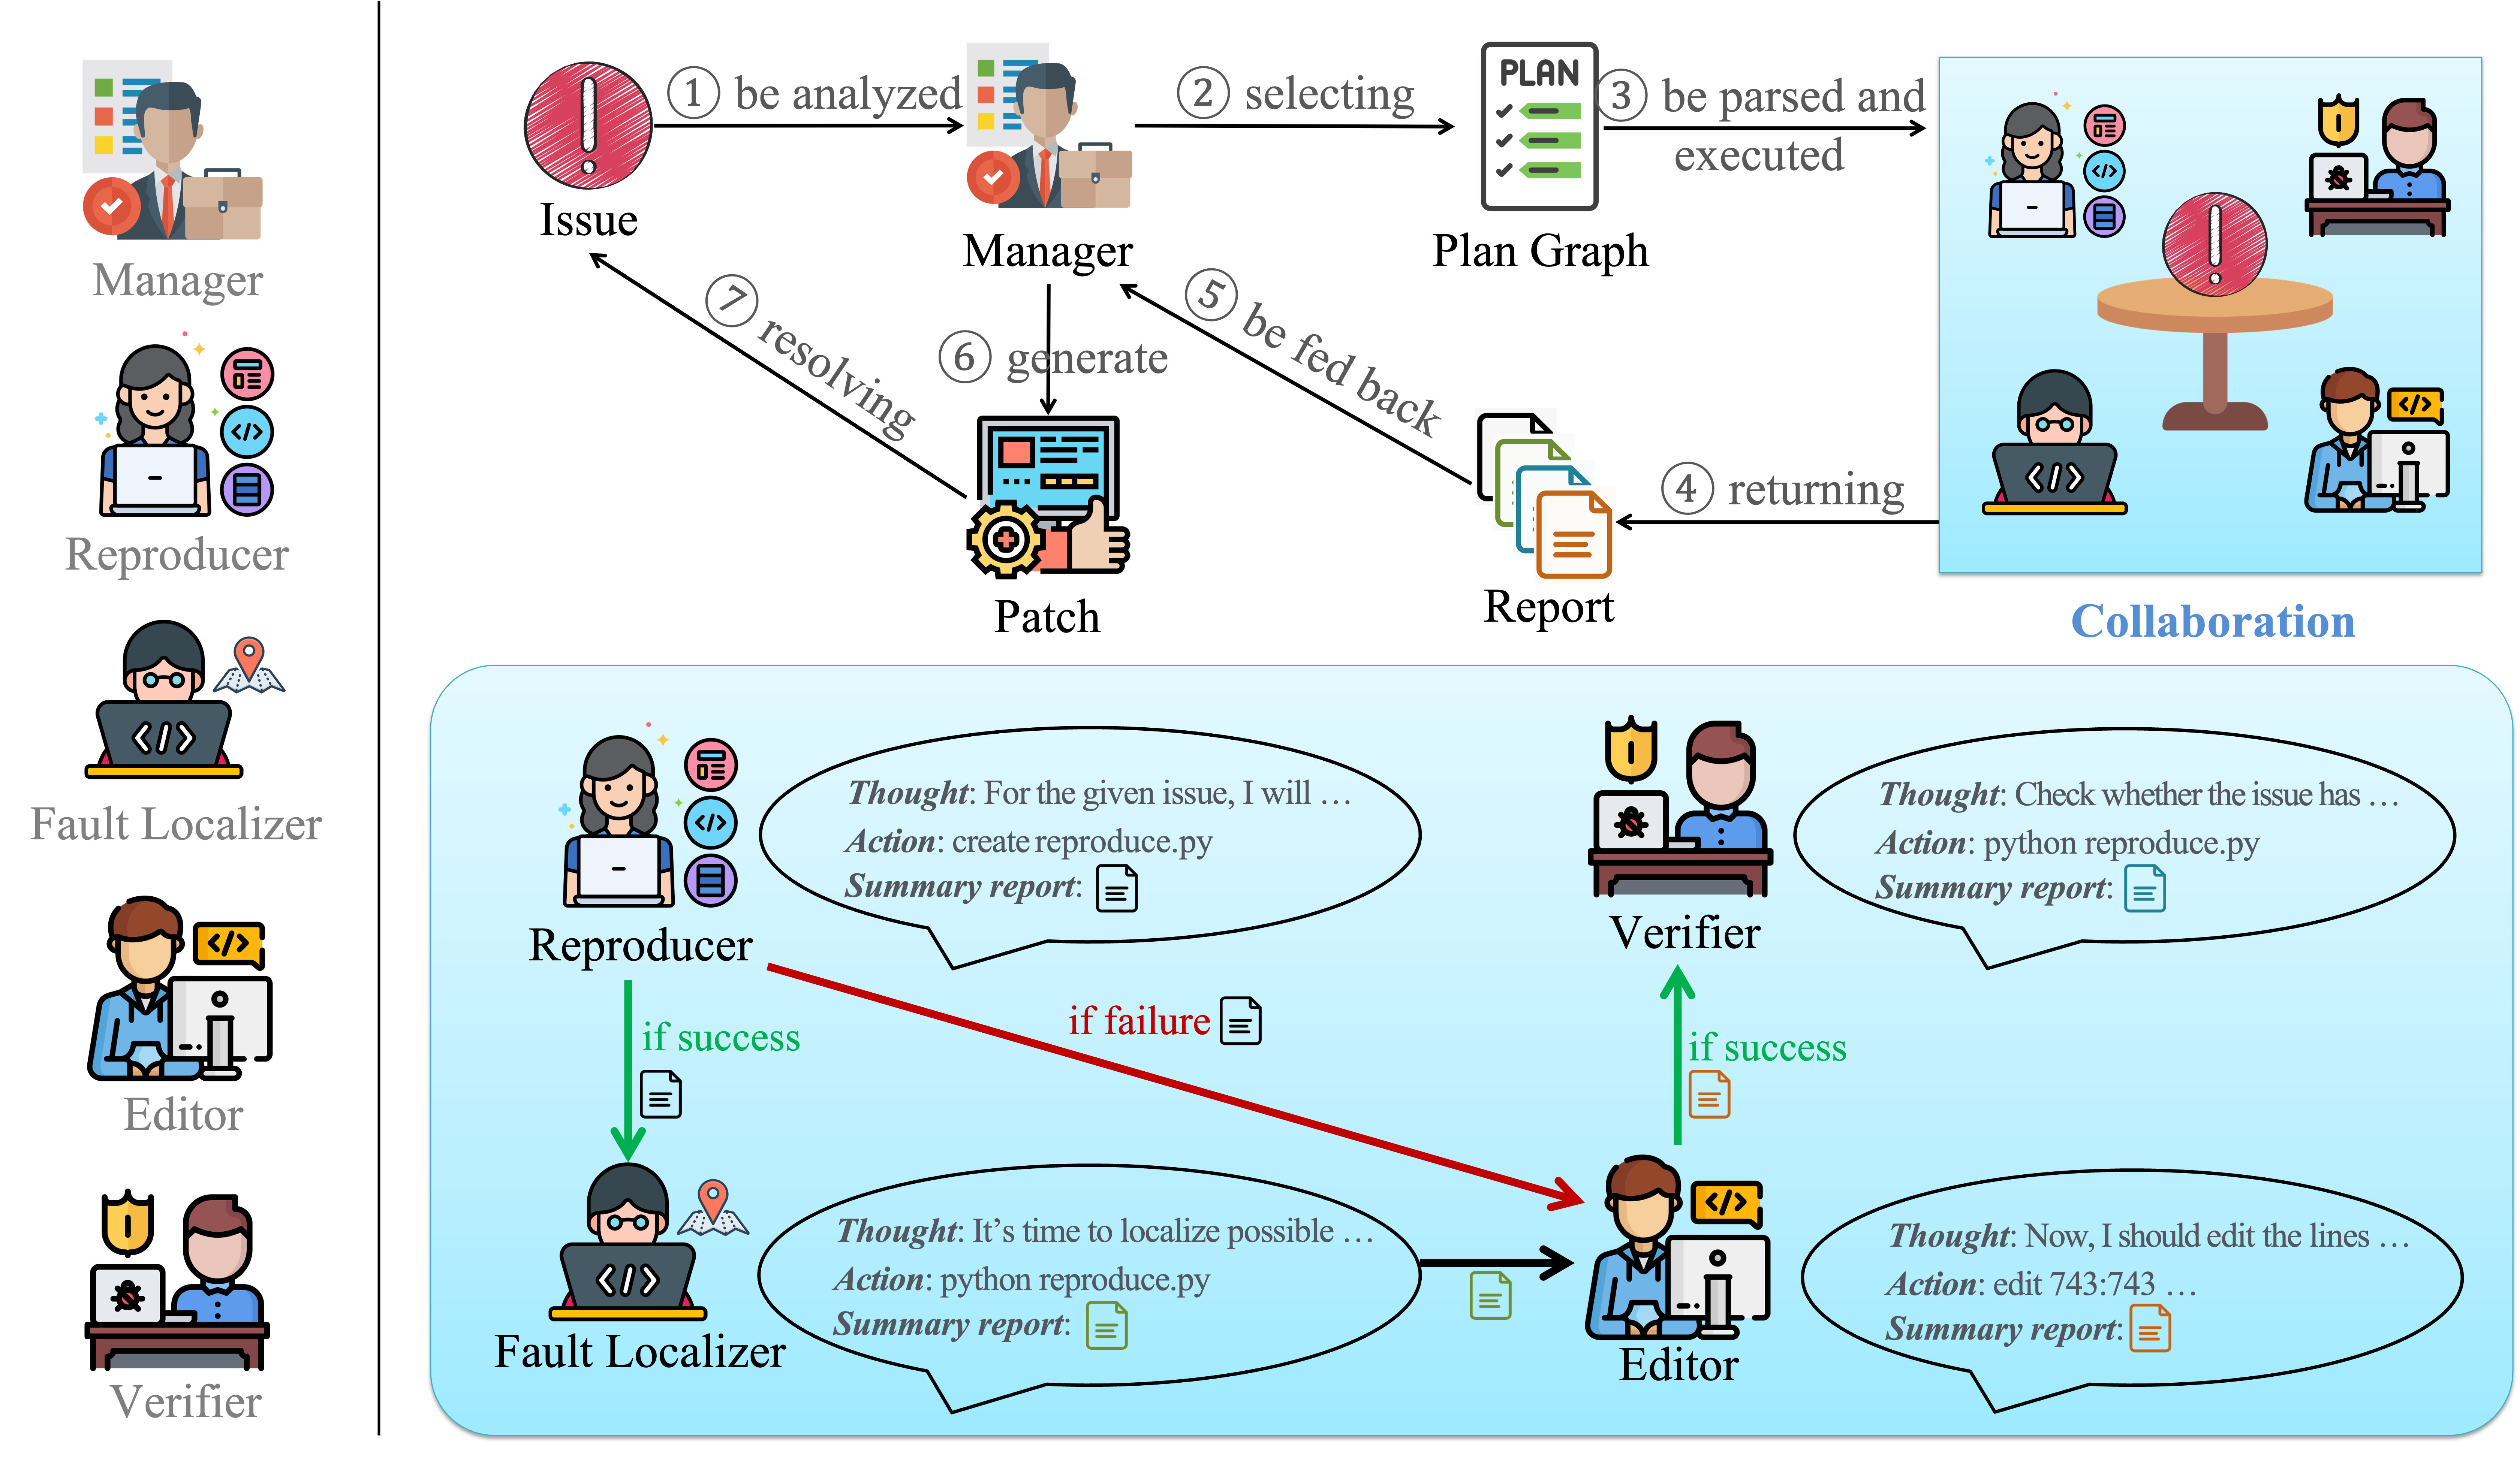 Manager
Reproducer
Fault Localizer
Editor
Verifier
Issue
① be analyzed
Manager
② selecting
PLAN
Plan Graph
③ be parsed and
executed
④ returning
Report
⑤ be fed back
⑥ generate
Patch
⑦ resolving
Collaboration
Reproducer
Thought: For the given issue, I will …
Action: create reproduce.py
Summary report:
Verifier
Thought: Check whether the issue has …
Action: python reproduce.py
Summary report:
if success
if failure
if success
Fault Localizer
Thought: It’s time to localize possible …
Action: python reproduce.py
Summary report:
Editor
Thought: Now, I should edit the lines …
Action: edit 743:743 …
Summary report: